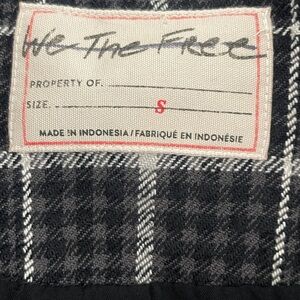 We The Free
PROPERTY OF.
SIZE. S
MADE IN INDONESIA / FABRIQUÉ EN INDONÉSIE